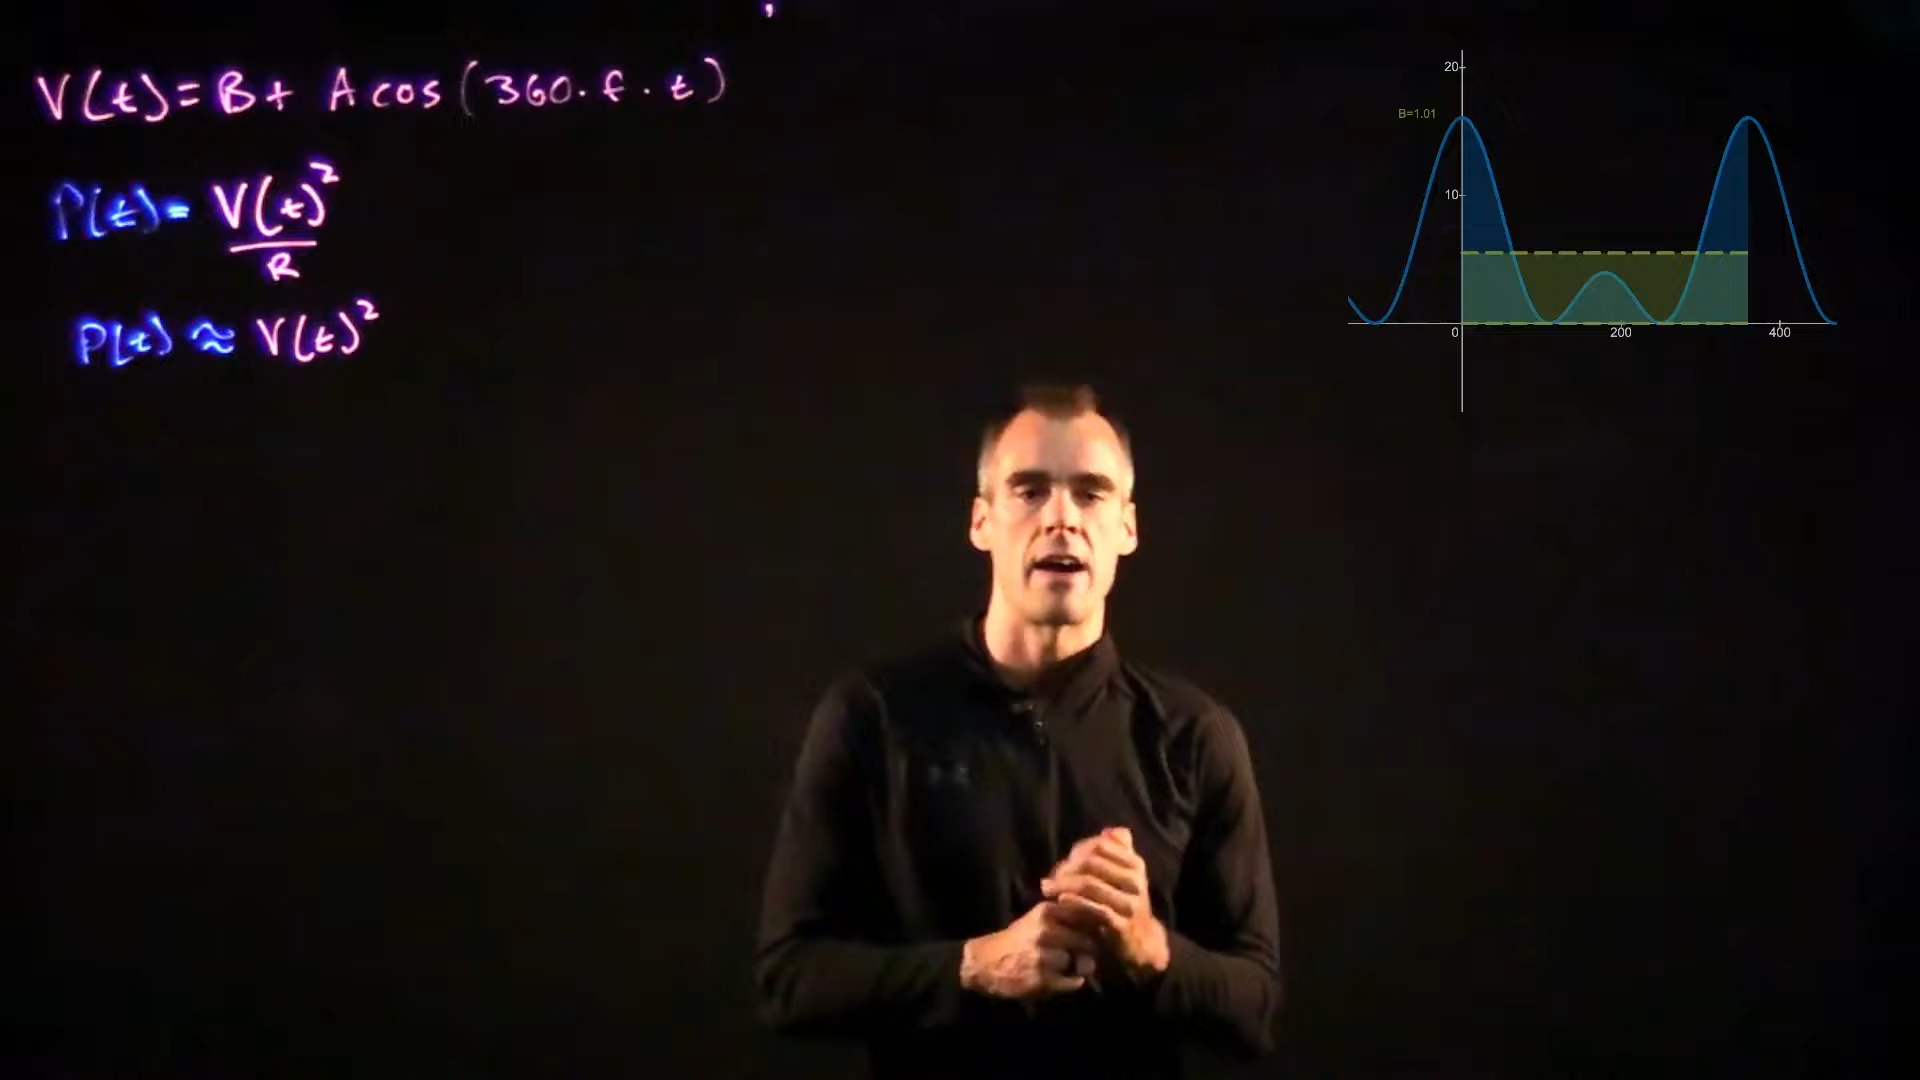 V(t) = B + A cos(360·f·t)
P(t) = V(t)²
R
P(t) ≈ V(t)²
20
B=1.01
10
0 200 400